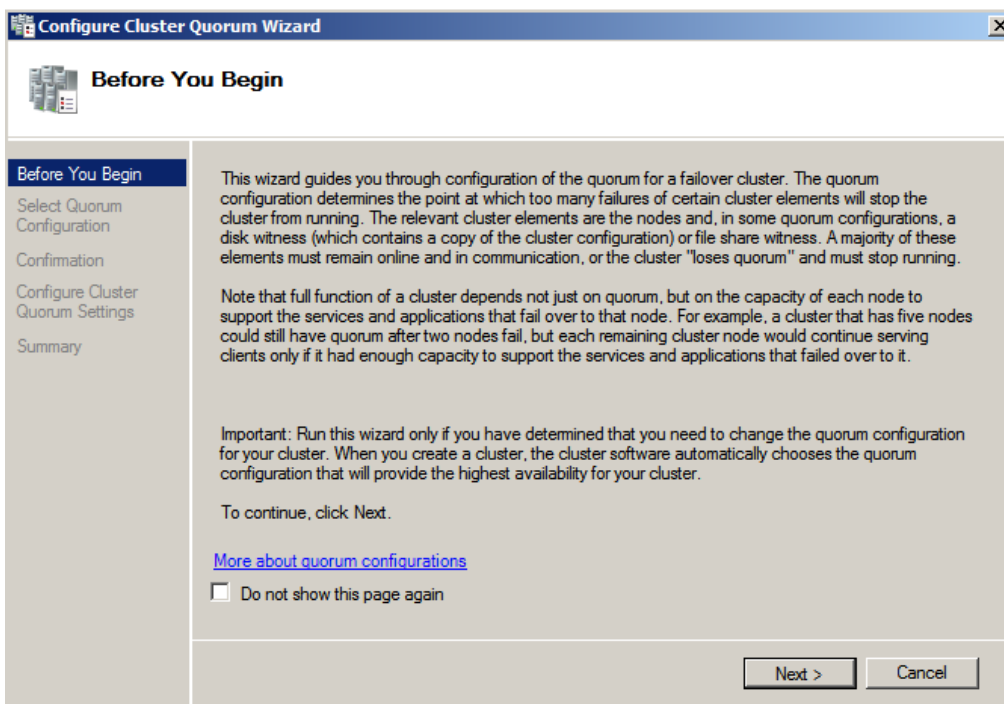 Configure Cluster Quorum Wizard
Before You Begin
Before You Begin
Select Quorum
Configuration
Confirmation
Configure Cluster
Quorum Settings
Summary
This wizard guides you through configuration of the quorum for a failover cluster. The quorum
configuration determines the point at which too many failures of certain cluster elements will stop the
cluster from running. The relevant cluster elements are the nodes and, in some quorum configurations, a
disk witness (which contains a copy of the cluster configuration) or file share witness. A majority of these
elements must remain online and in communication, or the cluster "loses quorum" and must stop running.
Note that full function of a cluster depends not just on quorum, but on the capacity of each node to
support the services and applications that fail over to that node. For example, a cluster that has five nodes
could still have quorum after two nodes fail, but each remaining cluster node would continue serving
clients only if it had enough capacity to support the services and applications that failed over to it.
Important: Run this wizard only if you have determined that you need to change the quorum configuration
for your cluster. When you create a cluster, the cluster software automatically chooses the quorum
configuration that will provide the highest availability for your cluster.
To continue, click Next.
More about quorum configurations
Do not show this page again
Next >
Cancel